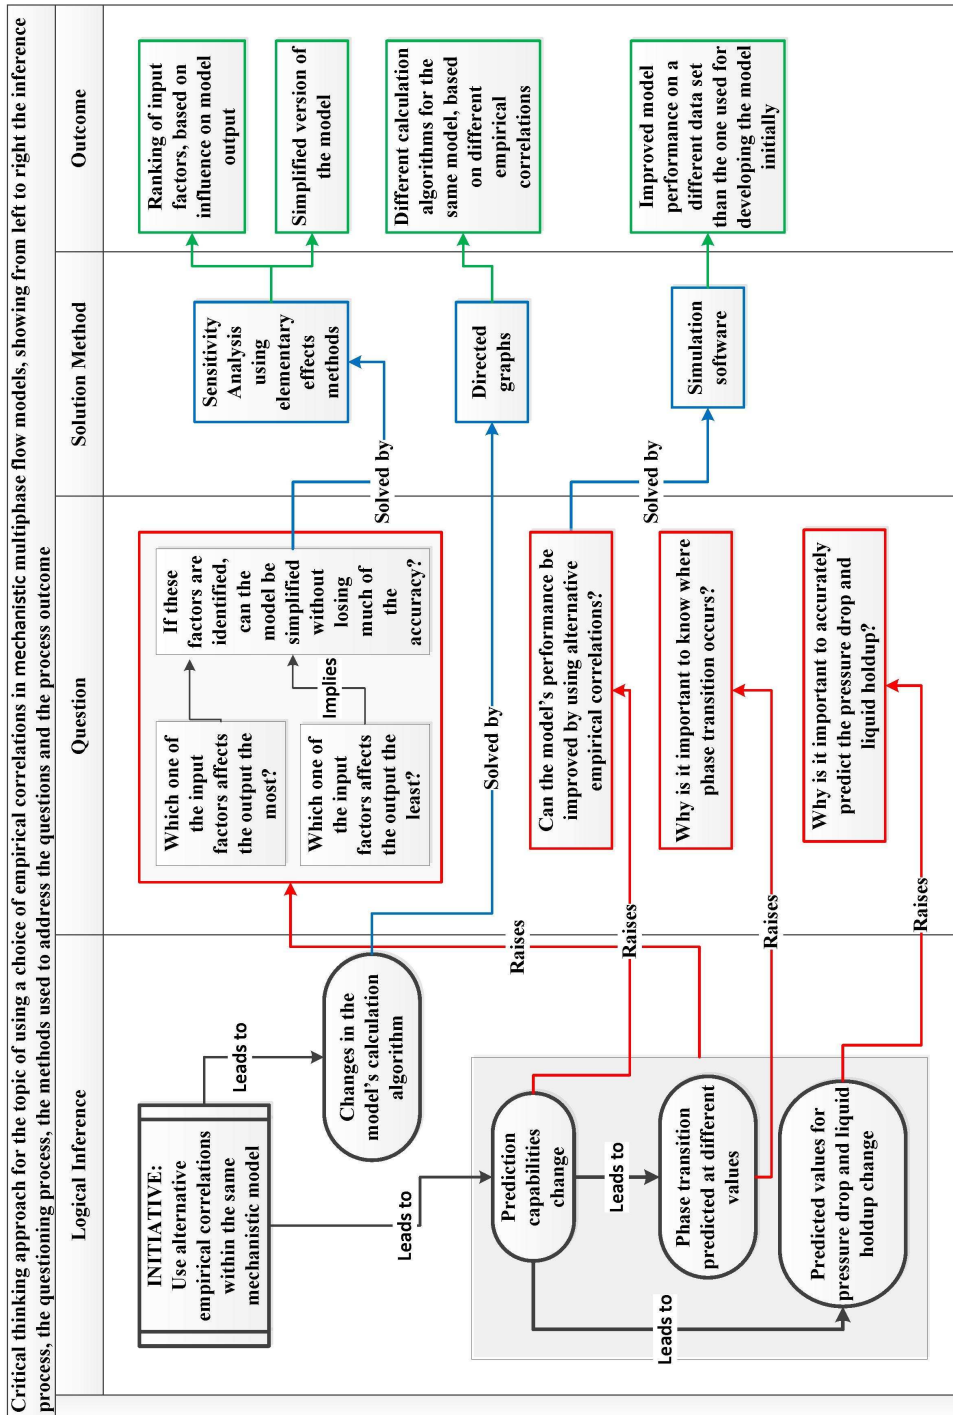 Critical thinking approach for the topic of using a choice of empirical correlations in mechanistic multiphase flow models, showing from left to right the inference
process, the questioning process, the methods used to address the questions and the process outcome
Logical Inference
Question
Solution Method
Outcome
INITIATIVE:
Use alternative
empirical correlations
within the same
mechanistic model
Leads to
Changes in the
model's calculation
algorithm
Leads to
Prediction
capabilities
change
Leads to
Phase transition
predicted at different
values
Leads to
Predicted values for
pressure drop and liquid
holdup change
Raises
Raises
Raises
Raises
Which one of
the input
factors affects
the output the
most?
Which one of
the input
factors affects
the output the
least?
Implies
If these
factors are
identified,
can the
model be
simplified
without
losing
much of
the
accuracy?
Solved by
Can the model's performance be
improved by using alternative
empirical correlations?
Why is it important to know where
phase transition occurs?
Why is it important to accurately
predict the pressure drop and
liquid holdup?
Solved by
Solved by
Sensitivity
Analysis
using
elementary
effects
methods
Directed
graphs
Simulation
software
Ranking of input
factors, based on
influence on model
output
Simplified version of
the model
Different calculation
algorithms for the
same model, based
on different
empirical
correlations
Improved model
performance on a
different data set
than the one used for
developing the model
initially